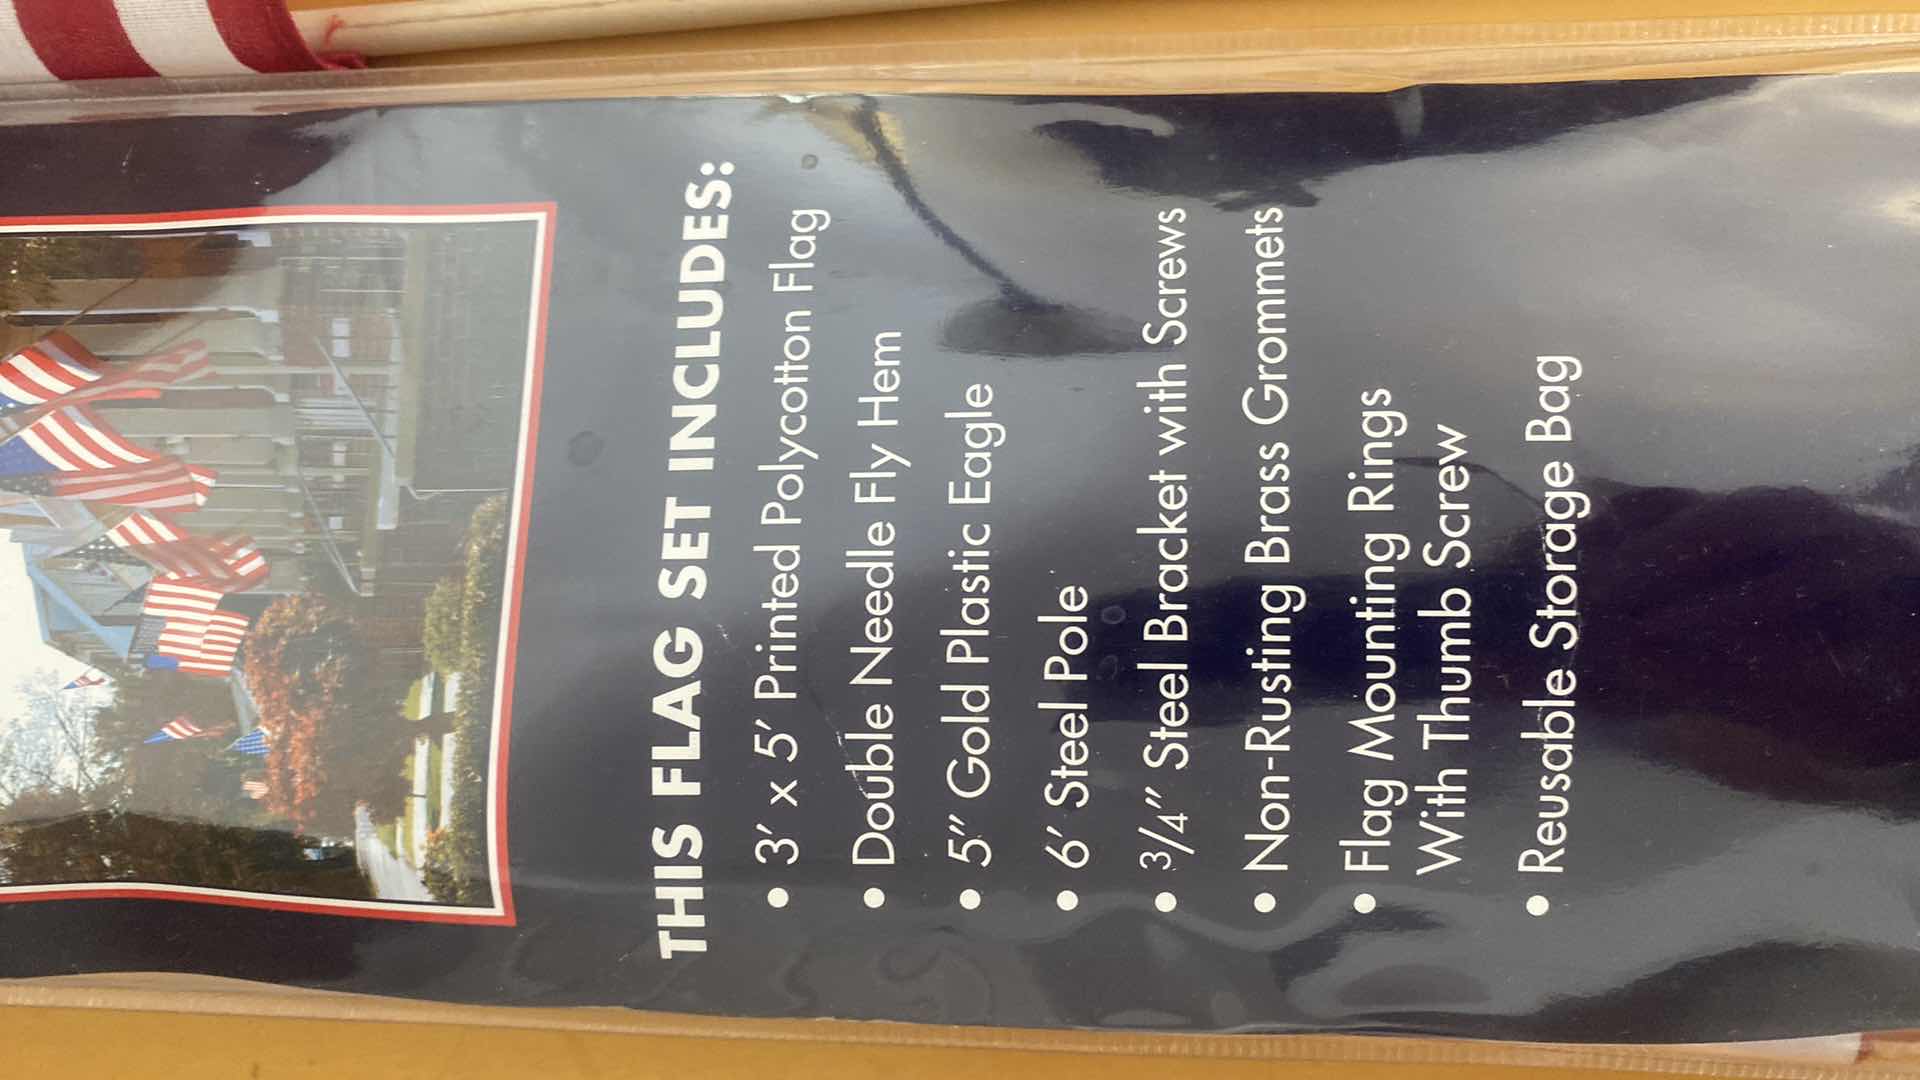 THIS FLAG SET INCLUDES:
• 3′ x 5′ Printed Polycotton Flag
• Double Needle Fly Hem
• 5″ Gold Plastic Eagle
• 6′ Steel Pole
• 3/4″ Steel Bracket with Screws
• Non-Rusting Brass Grommets
• Flag Mounting Rings
With Thumb Screw
• Reusable Storage Bag